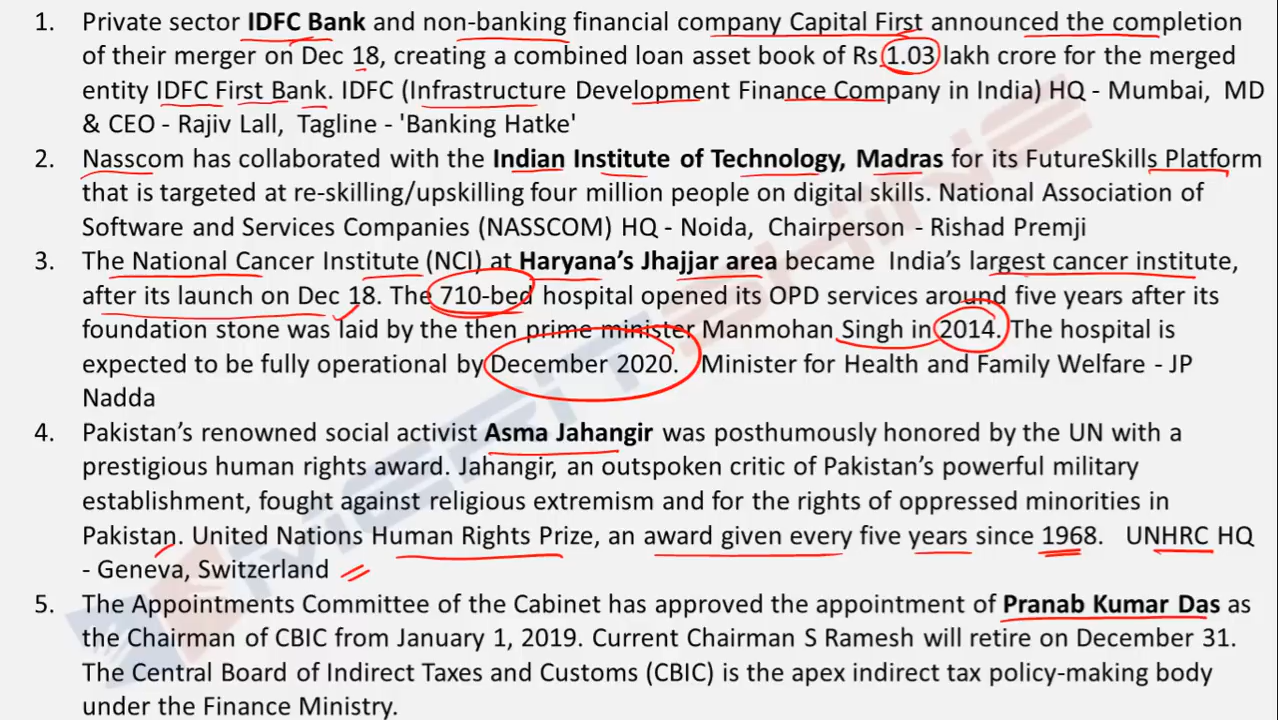 1. Private sector IDFC Bank and non-banking financial company Capital First announced the completion
of their merger on Dec 18, creating a combined loan asset book of Rs 1.03 lakh crore for the merged
entity IDFC First Bank. IDFC (Infrastructure Development Finance Company in India) HQ - Mumbai, MD
& CEO - Rajiv Lall, Tagline - 'Banking Hatke'
2. Nasscom has collaborated with the Indian Institute of Technology, Madras for its FutureSkills Platform
that is targeted at re-skilling/upskilling four million people on digital skills. National Association of
Software and Services Companies (NASSCOM) HQ - Noida, Chairperson - Rishad Premji
3. The National Cancer Institute (NCI) at Haryana's Jhajjar area became India's largest cancer institute,
after its launch on Dec 18. The 710-bed hospital opened its OPD services around five years after its
foundation stone was laid by the then prime minister Manmohan Singh in 2014. The hospital is
expected to be fully operational by December 2020. Minister for Health and Family Welfare - JP
Nadda
4. Pakistan's renowned social activist Asma Jahangir was posthumously honored by the UN with a
prestigious human rights award. Jahangir, an outspoken critic of Pakistan's powerful military
establishment, fought against religious extremism and for the rights of oppressed minorities in
Pakistan. United Nations Human Rights Prize, an award given every five years since 1968. UNHRC HQ
- Geneva, Switzerland
5. The Appointments Committee of the Cabinet has approved the appointment of Pranab Kumar Das as
the Chairman of CBIC from January 1, 2019. Current Chairman S Ramesh will retire on December 31.
The Central Board of Indirect Taxes and Customs (CBIC) is the apex indirect tax policy-making body
under the Finance Ministry.
MERITSHINE